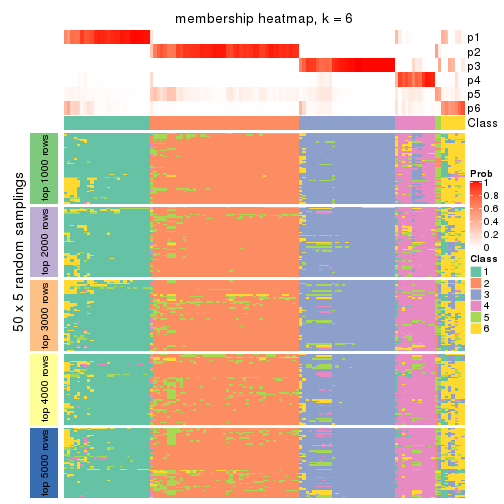 membership heatmap, k = 6
p1
p2
p3
p4
p5
p6
Class
50 x 5 random samplings
top 1000 rows
top 2000 rows
top 3000 rows
top 4000 rows
top 5000 rows
Prob
1
0.8
0.6
0.4
0.2
0
Class
1
2
3
4
5
6